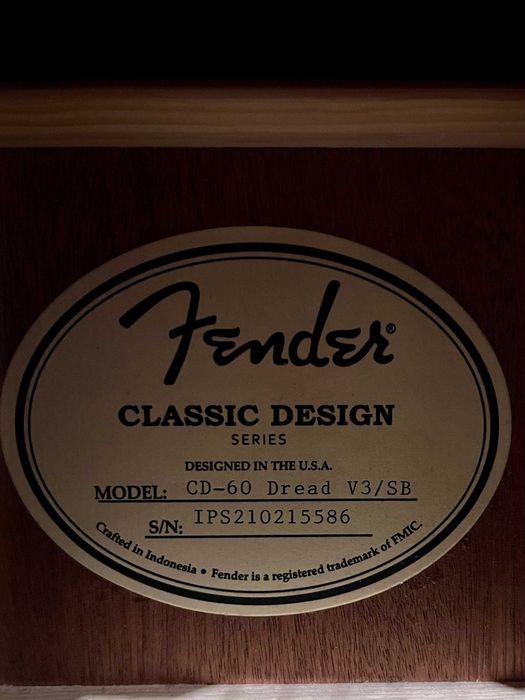 Fender®
CLASSIC DESIGN
SERIES
DESIGNED IN THE U.S.A.
MODEL: CD-60 Dread V3/SB
S/N: IPS210215586
Crafted in Indonesia • Fender is a registered trademark of FMIC.